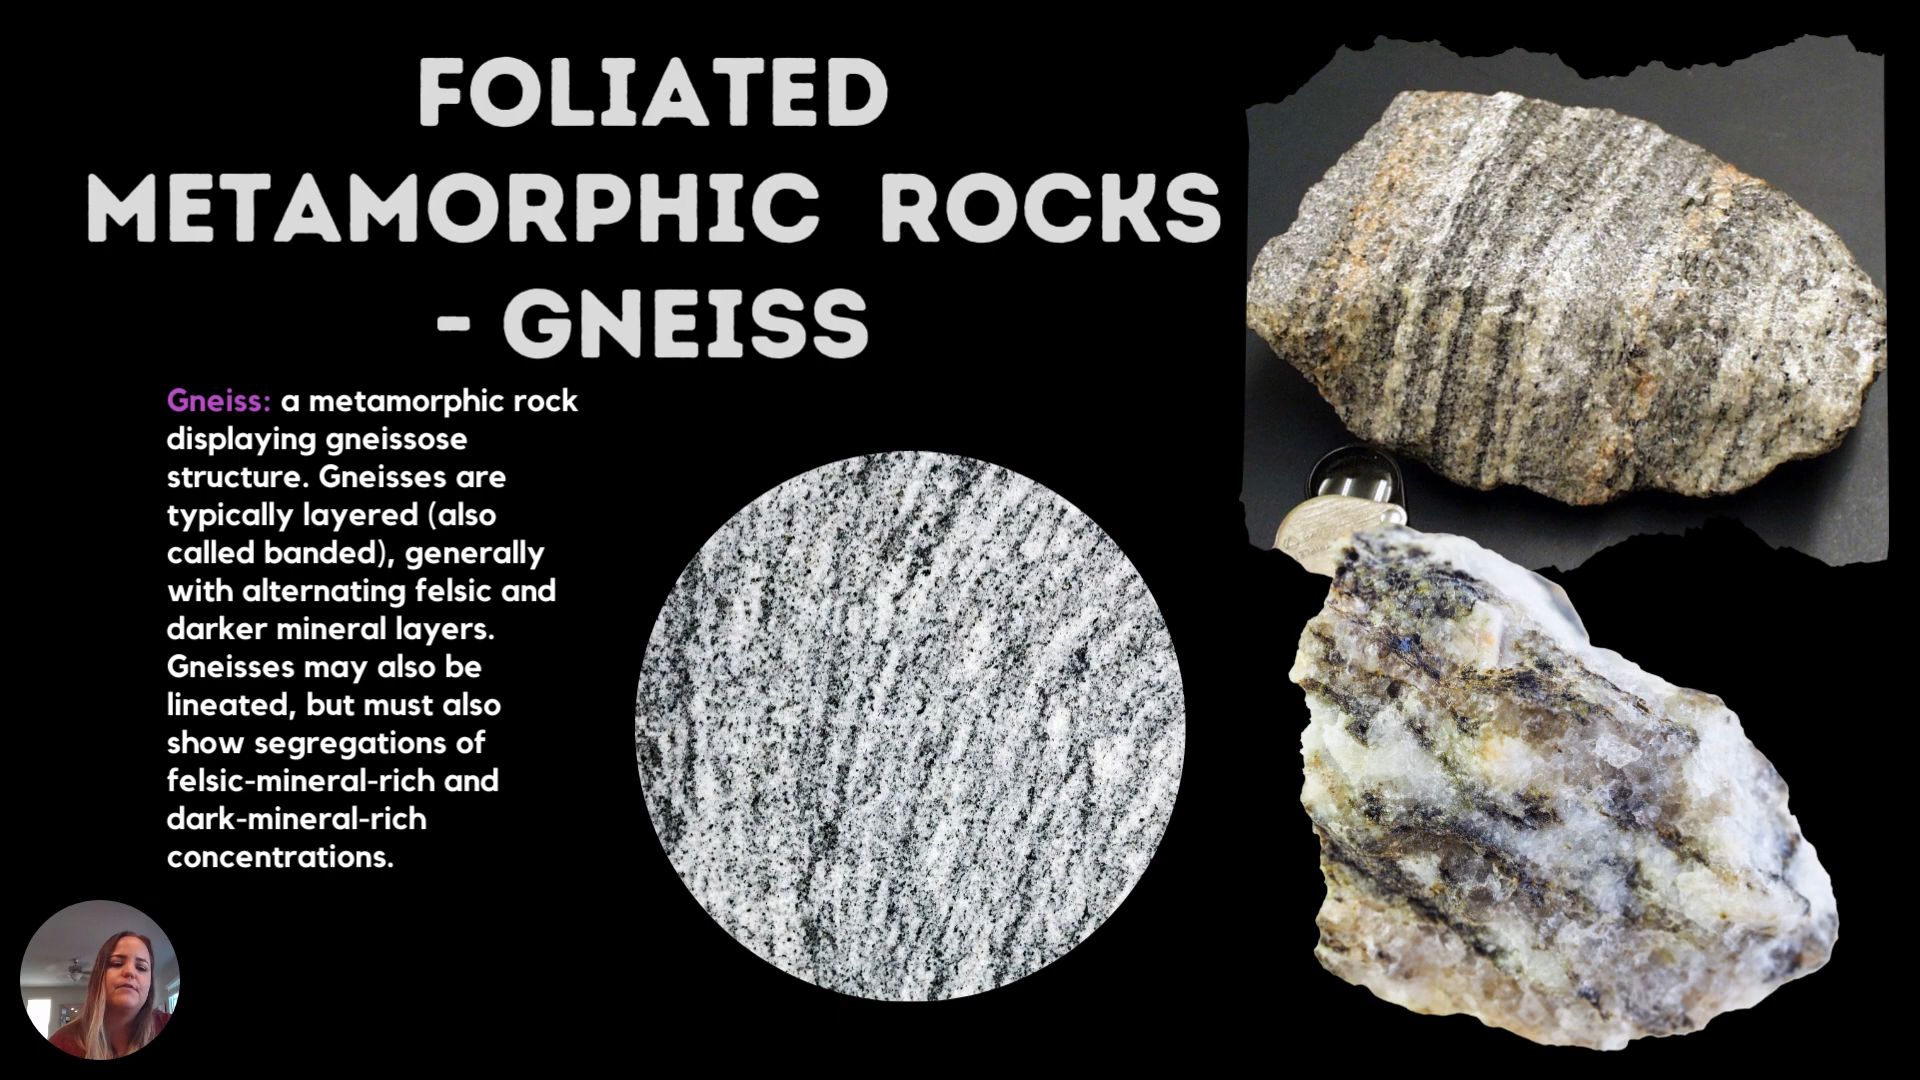 FOLIATED
METAMORPHIC ROCKS
- GNEISS
Gneiss: a metamorphic rock
displaying gneissose
structure. Gneisses are
typically layered (also
called banded), generally
with alternating felsic and
darker mineral layers.
Gneisses may also be
lineated, but must also
show segregations of
felsic-mineral-rich and
dark-mineral-rich
concentrations.